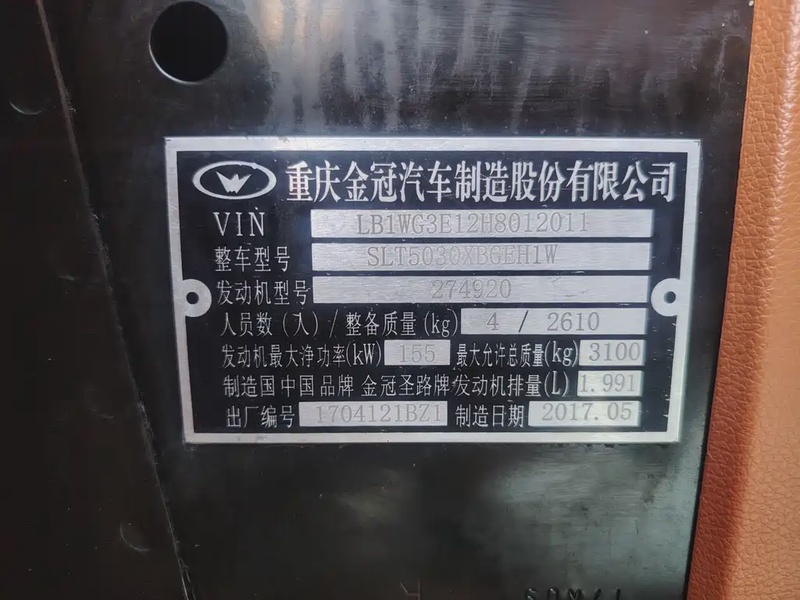 重庆金冠汽车制造股份有限公司
VIN LB1WG3E12H8012011
整车型号 SLT5030XBGEH1W
发动机型号 274920
人员数(人)/整备质量(kg) 4 / 2610
发动机最大净功率(kW) 155 最大允许总质量(kg) 3100
制造国 中国 品牌 金冠圣路牌 发动机排量(L) 1.991
出厂编号 1704121BZ1 制造日期 2017.05